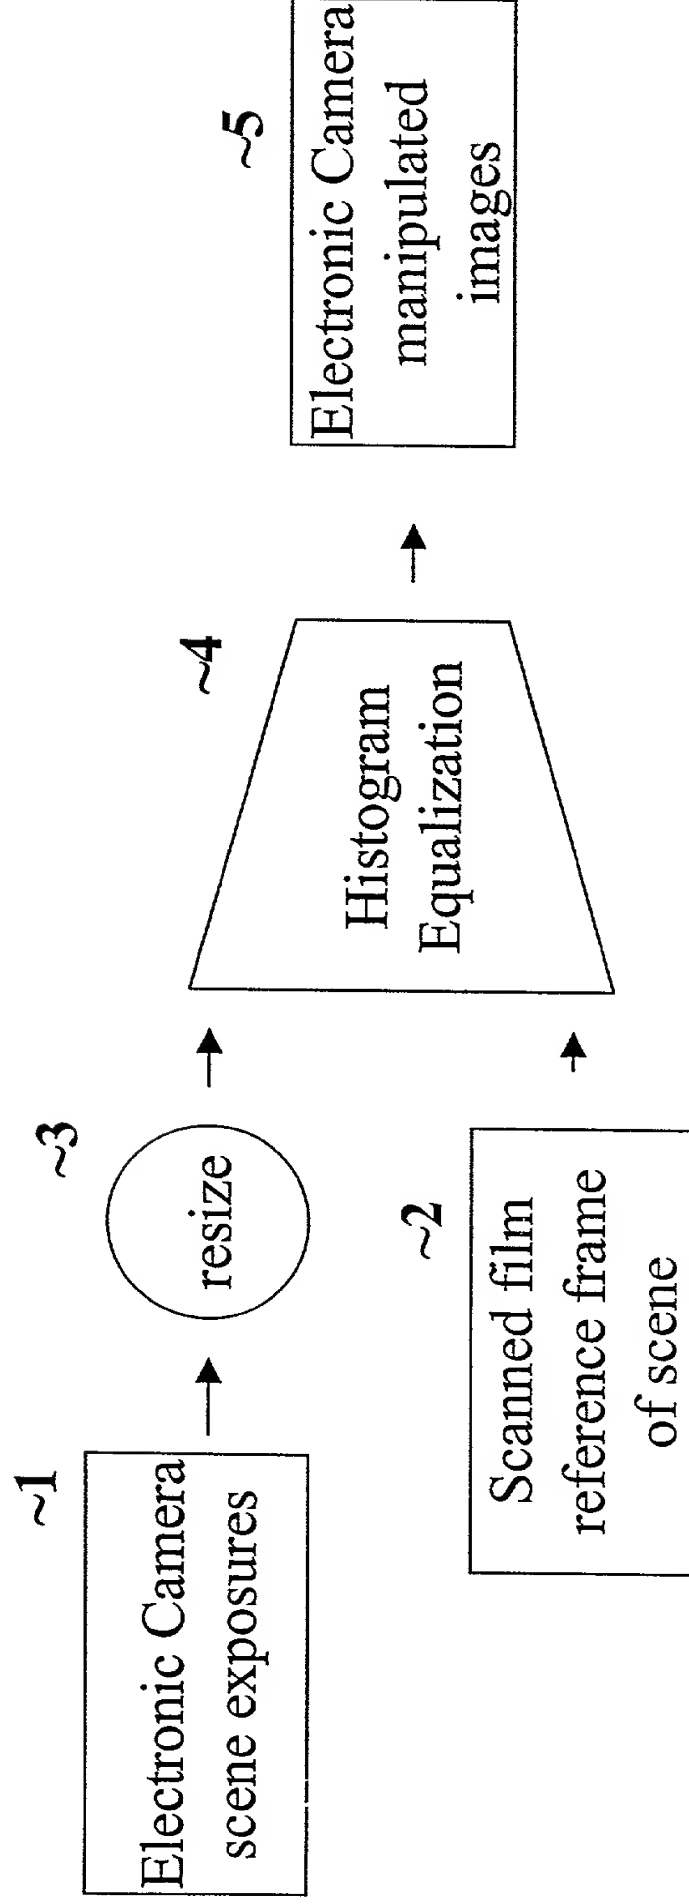 ~1
Electronic Camera
scene exposures
~3
resize
~2
Scanned film
reference frame
of scene
~4
Histogram
Equalization
~5
Electronic Camera
manipulated
images